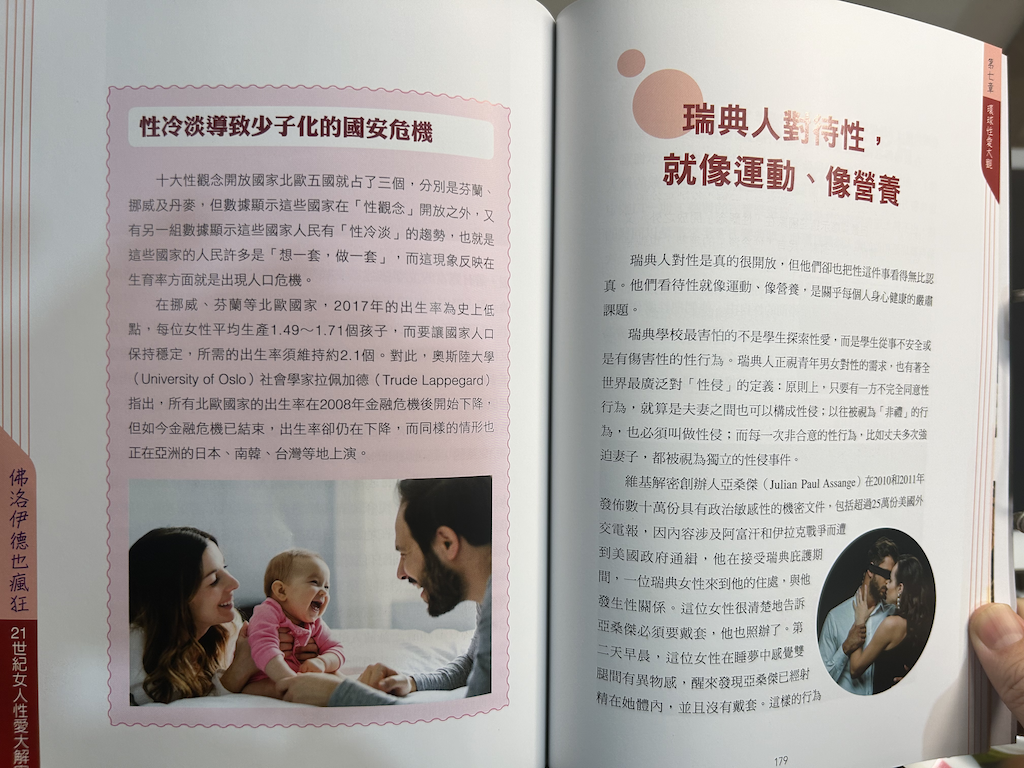 性冷淡導致少子化的國安危機
十大性觀念開放國家北歐五國就占了三個，分別是芬蘭、
挪威及丹麥，但數據顯示這些國家在「性觀念」開放之外，又
有另一組數據顯示這些國家人民有「性冷淡」的趨勢，也就是
這些國家的人民許多是「想一套，做一套」，而這現象反映在
生育率方面就是出現人口危機。
在挪威、芬蘭等北歐國家，2017年的出生率為史上低
點，每位女性平均生產1.49～1.71個孩子，而要讓國家人口
保持穩定，所需的出生率須維持約2.1個。對此，奧斯陸大學
（University of Oslo）社會學家拉佩加德（Trude Lappegard）
指出，所有北歐國家的出生率在2008年金融危機後開始下降，
但如今金融危機已結束，出生率卻仍在下降，而同樣的情形也
正在亞洲的日本、南韓、台灣等地上演。
佛洛伊德也瘋狂
21世紀女人性愛大解
第七章 環球性愛大觀
瑞典人對待性，
就像運動、像營養
瑞典人對性是真的很開放，但他們卻也把性這件事看得無比認
真。他們看待性就像運動、像營養，是關乎每個人身心健康的嚴肅
課題。
瑞典學校最害怕的不是學生探索性愛，而是學生從事不安全或
是有傷害性的性行為。瑞典人正視青年男女對性的需求，也有著全
世界最廣泛對「性侵」的定義：原則上，只要有一方不完全同意性
行為，就算是夫妻之間也可以構成性侵；以往被視為「非禮」的行
為，也必須叫做性侵；而每一次非合意的性行為，比如丈夫多次強
迫妻子，都被視為獨立的性侵事件。
維基解密創辦人亞桑傑（Julian Paul Assange）在2010和2011年
發佈數十萬份具有政治敏感性的機密文件，包括超過25萬份美國外
交電報，因內容涉及阿富汗和伊拉克戰爭而遭
到美國政府通緝，他在接受瑞典庇護期
間，一位瑞典女性來到他的住處，與他
發生性關係。這位女性很清楚地告訴
亞桑傑必須要戴套，他也照辦了。第
二天早晨，這位女性在睡夢中感覺雙
腿間有異物感，醒來發現亞桑傑已經射
精在她體內，並且沒有戴套。這樣的行為
179